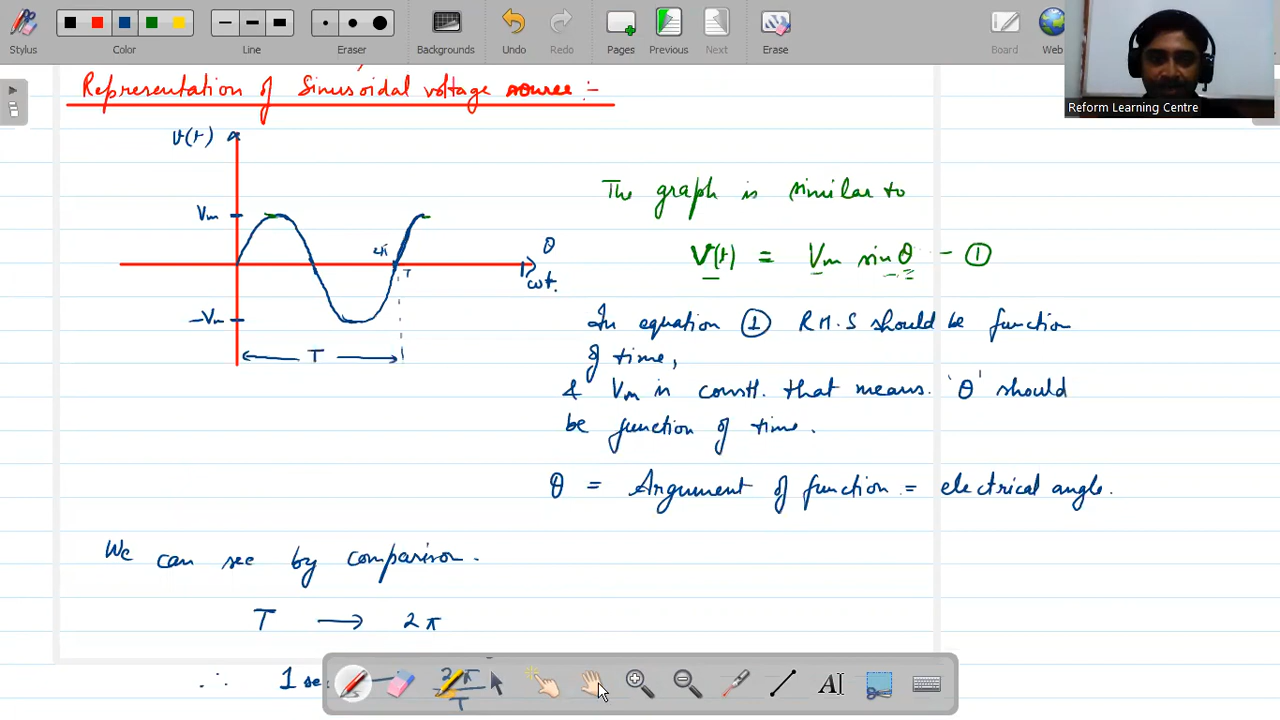 Stylus
Color
Line
Eraser
Backgrounds
Undo
Redo
Pages
Previous
Next
Erase
Board
Web
Reform Learning Centre
Representation of Sinusoidal voltage source :-
v(t)
Vm
-Vm
2π
T
θ
ωt.
T
The graph is similar to
V(t) = Vm sinθ - ①
In equation ① R.H.S should be function
of time,
& Vm is constt. that means. 'θ' should
be function of time.
θ = Argument of function = electrical angle.
We can see by comparison.
T → 2π
∴ 1 se 2π/T